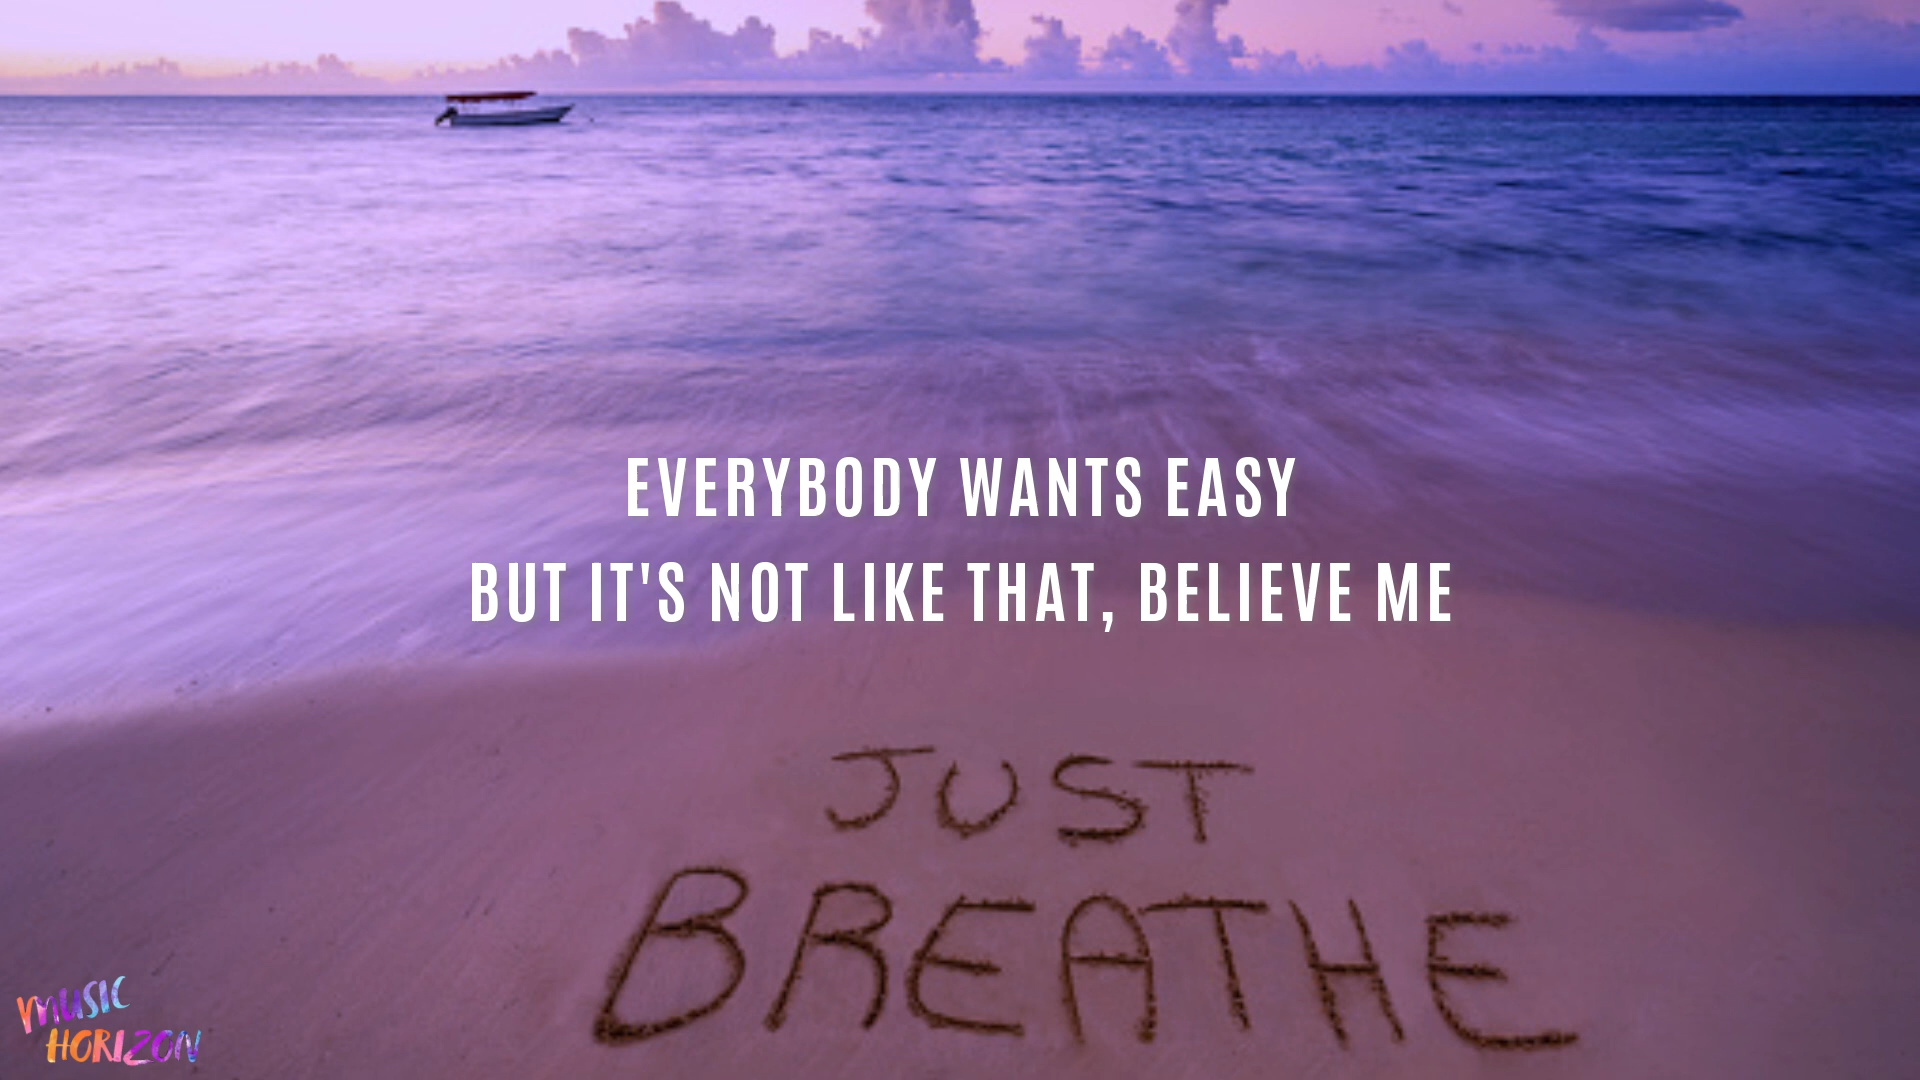 EVERYBODY WANTS EASY
BUT IT'S NOT LIKE THAT, BELIEVE ME
JUST
BREATHE
MUSIC
HORIZON